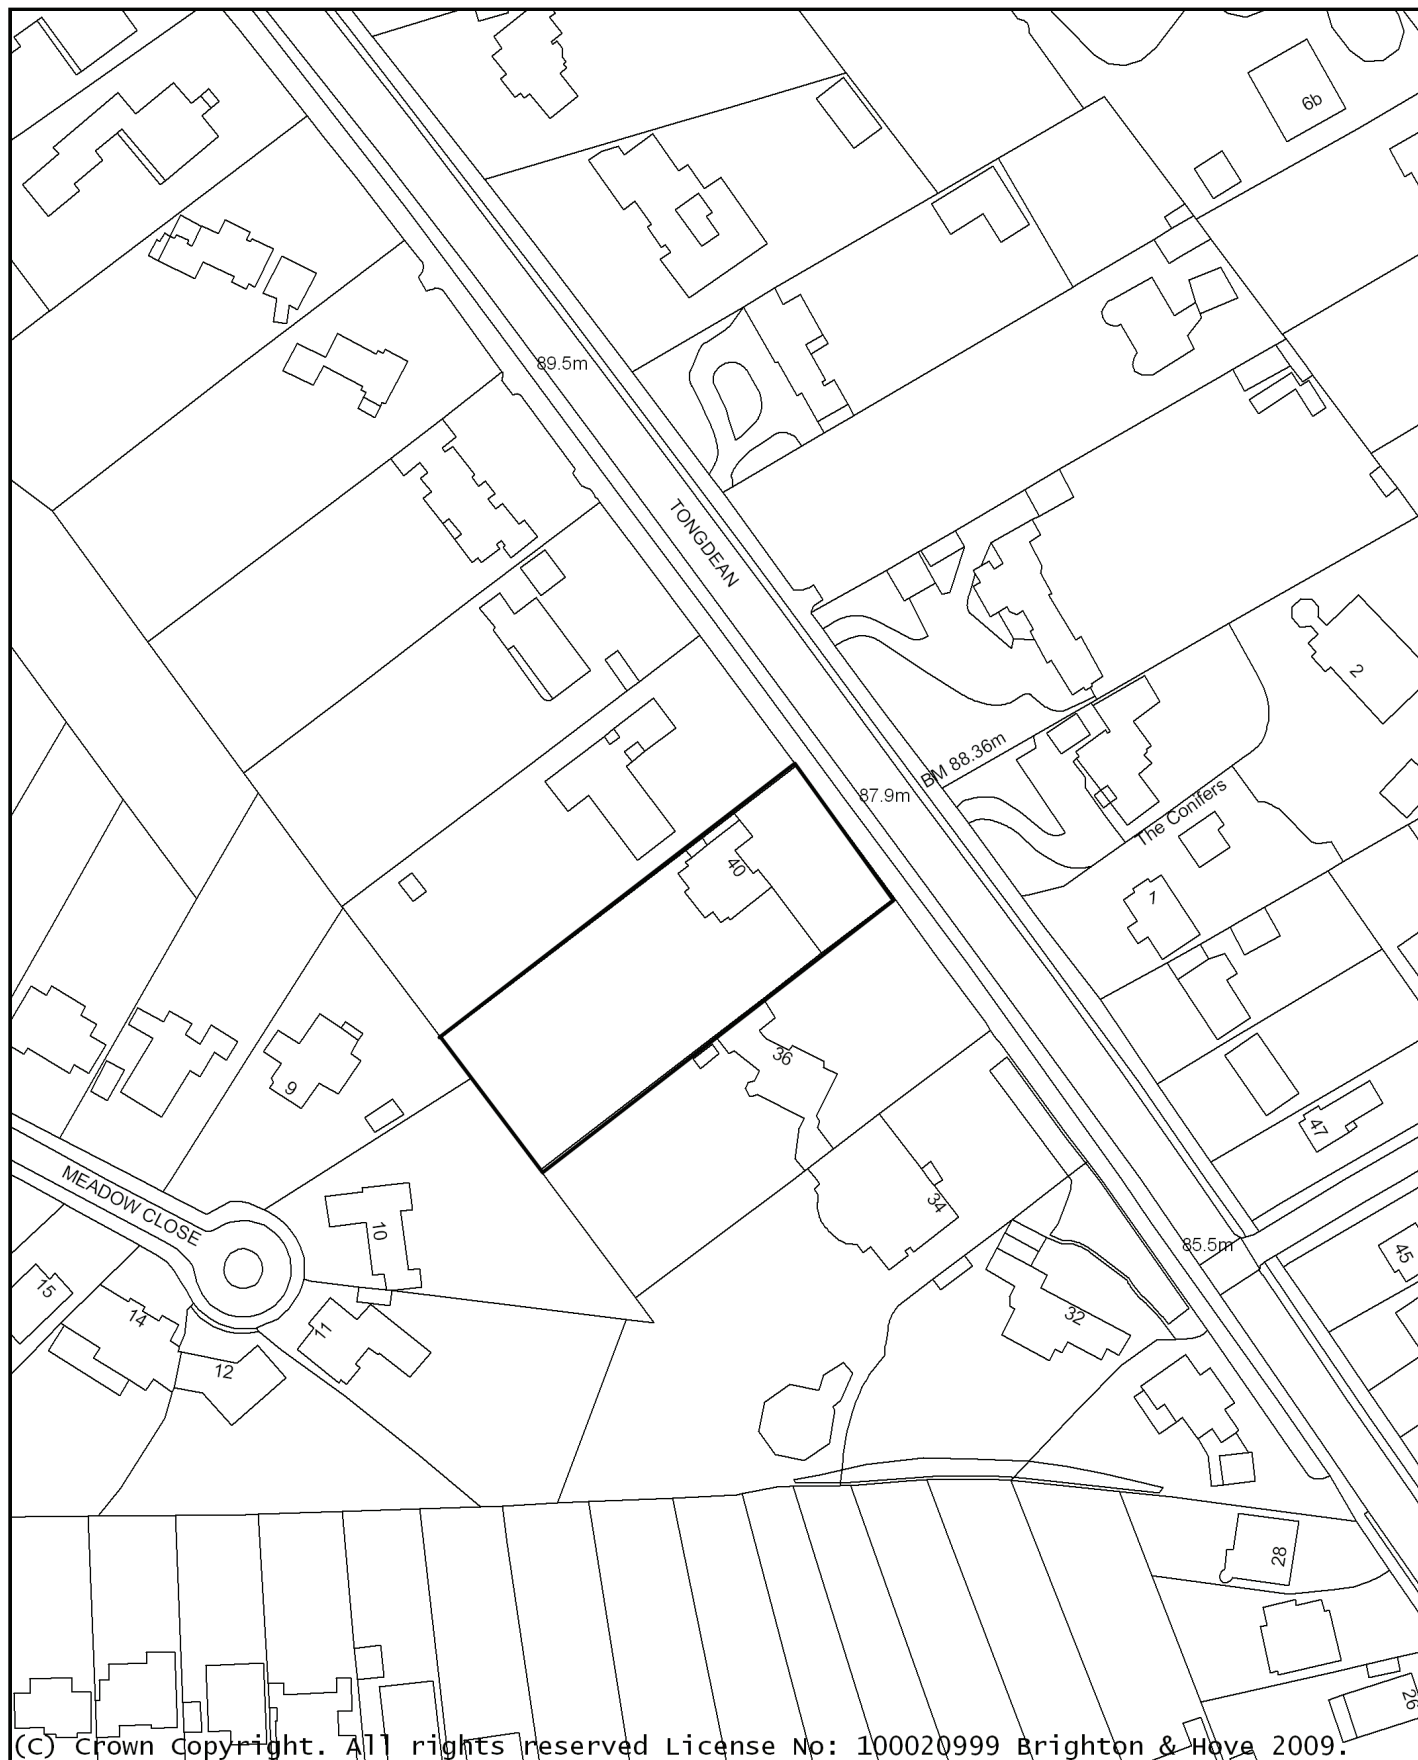 6b
89.5m
TONGDEAN
2
BM 88.36m
87.9m
The Conifers
40
1
36
9
47
MEADOW CLOSE
10
34
85.5m
45
15
14
11
32
12
28
26
(C) Crown Copyright. All rights reserved License No: 100020999 Brighton & Hove 2009.